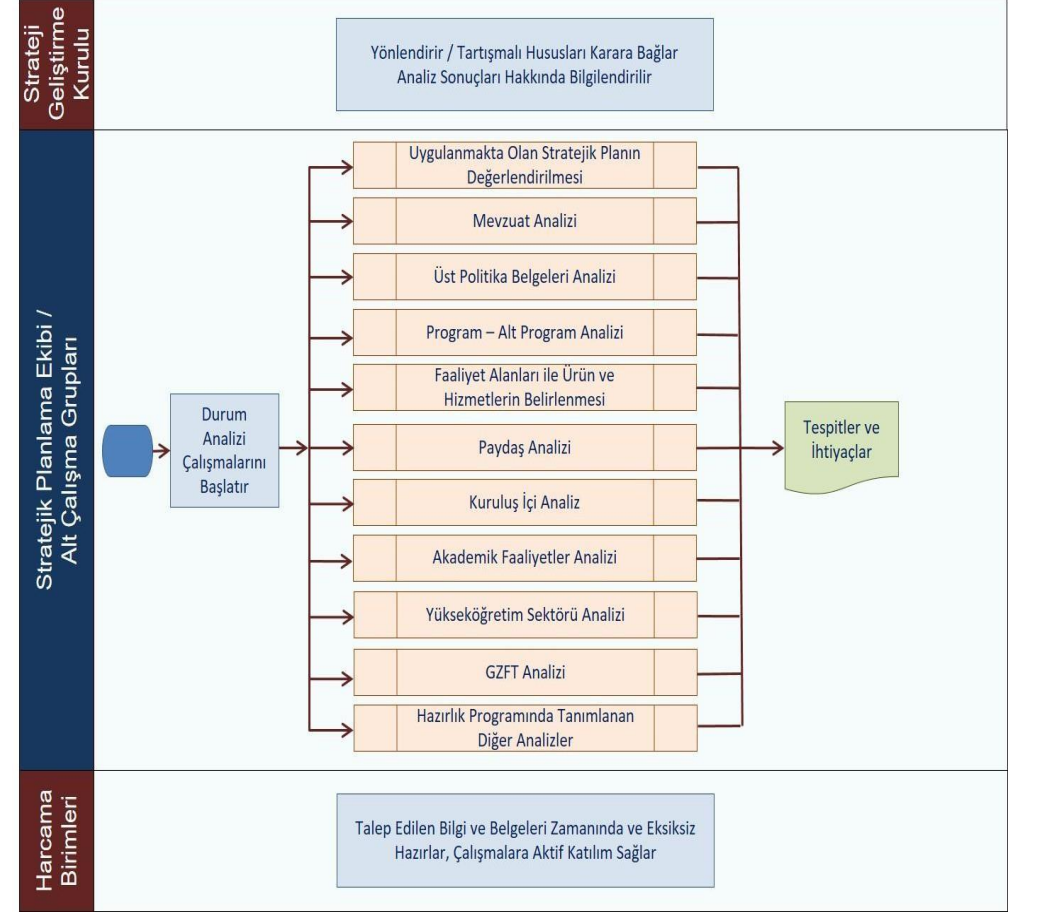 Strateji
Geliştirme
Kurulu
Yönlendirir / Tartışmalı Hususları Karara Bağlar
Analiz Sonuçları Hakkında Bilgilendirilir
Stratejik Planlama Ekibi /
Alt Çalışma Grupları
Durum
Analizi
Çalışmalarını
Başlatır
Uygulanmakta Olan Stratejik Planın
Değerlendirilmesi
Mevzuat Analizi
Üst Politika Belgeleri Analizi
Program – Alt Program Analizi
Faaliyet Alanları ile Ürün ve
Hizmetlerin Belirlenmesi
Paydaş Analizi
Kuruluş İçi Analiz
Akademik Faaliyetler Analizi
Yükseköğretim Sektörü Analizi
GZFT Analizi
Hazırlık Programında Tanımlanan
Diğer Analizler
Tespitler ve
İhtiyaçlar
Harcama
Birimleri
Talep Edilen Bilgi ve Belgeleri Zamanında ve Eksiksiz
Hazırlar, Çalışmalara Aktif Katılım Sağlar